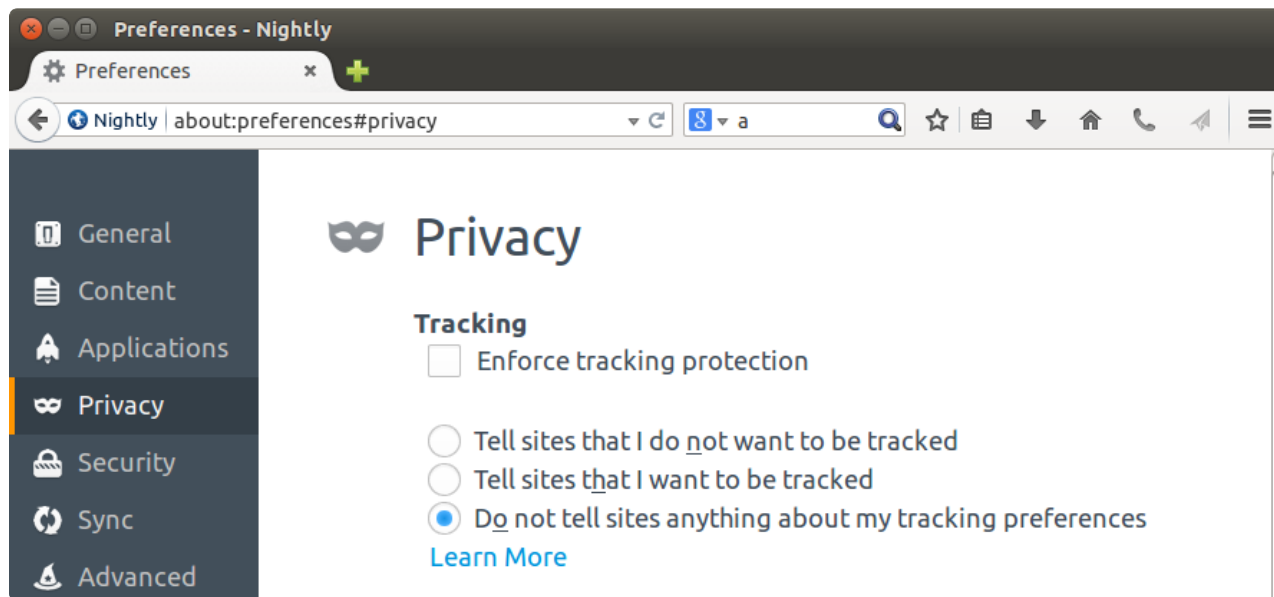 Preferences - Nightly
Preferences
Nightly about:preferences#privacy
8 a
General
Content
Applications
Privacy
Security
Sync
Advanced
Privacy
Tracking
Enforce tracking protection
Tell sites that I do not want to be tracked
Tell sites that I want to be tracked
Do not tell sites anything about my tracking preferences
Learn More